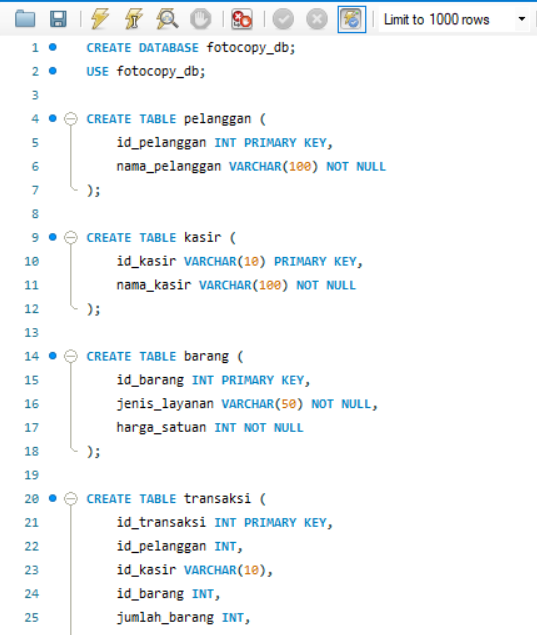 Limit to 1000 rows
1 CREATE DATABASE fotocopy_db;
2 USE fotocopy_db;
3
4 CREATE TABLE pelanggan (
5 id_pelanggan INT PRIMARY KEY,
6 nama_pelanggan VARCHAR(100) NOT NULL
7 );
8
9 CREATE TABLE kasir (
10 id_kasir VARCHAR(10) PRIMARY KEY,
11 nama_kasir VARCHAR(100) NOT NULL
12 );
13
14 CREATE TABLE barang (
15 id_barang INT PRIMARY KEY,
16 jenis_layanan VARCHAR(50) NOT NULL,
17 harga_satuan INT NOT NULL
18 );
19
20 CREATE TABLE transaksi (
21 id_transaksi INT PRIMARY KEY,
22 id_pelanggan INT,
23 id_kasir VARCHAR(10),
24 id_barang INT,
25 jumlah_barang INT,